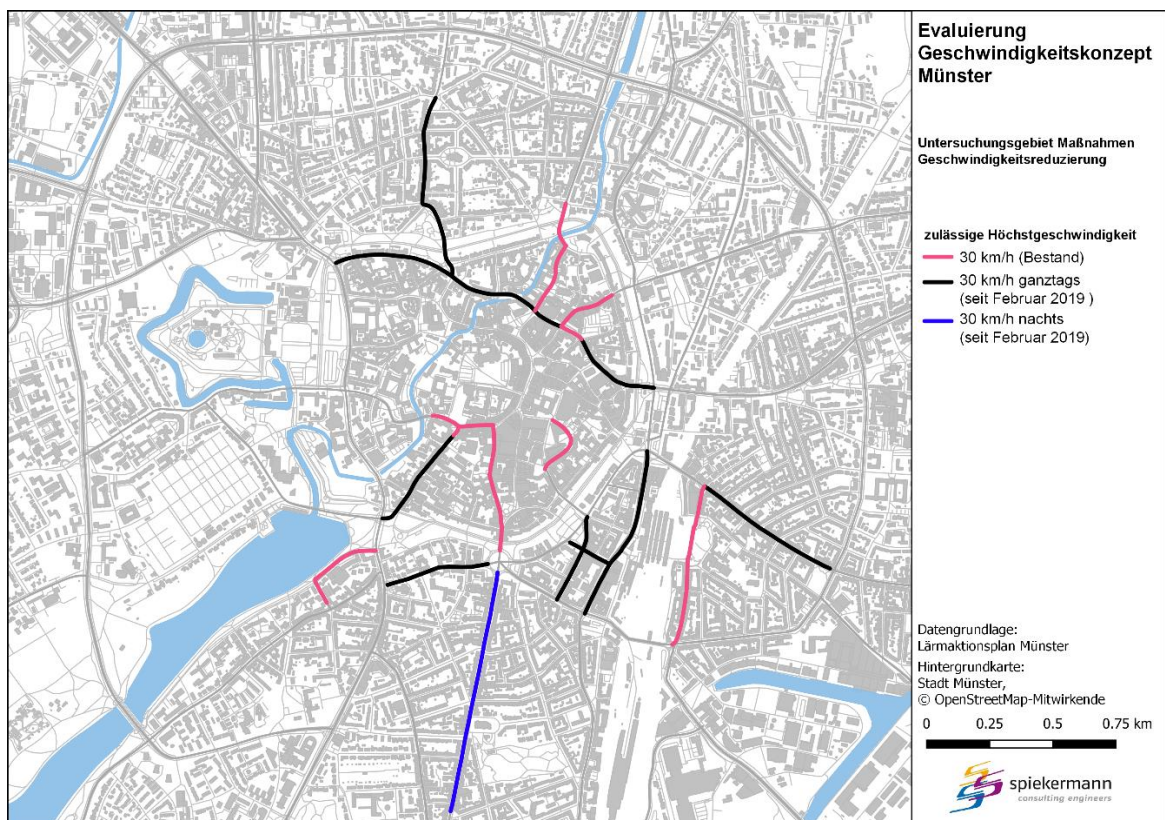 Evaluierung
Geschwindigkeitskonzept
Münster
Untersuchungsgebiet Maßnahmen
Geschwindigkeitsreduzierung
zulässige Höchstgeschwindigkeit
30 km/h (Bestand)
30 km/h ganztags
(seit Februar 2019 )
30 km/h nachts
(seit Februar 2019)
Datengrundlage:
Lärmaktionsplan Münster
Hintergrundkarte:
Stadt Münster,
© OpenStreetMap-Mitwirkende
0 0.25 0.5 0.75 km
spiekermann
consulting engineers